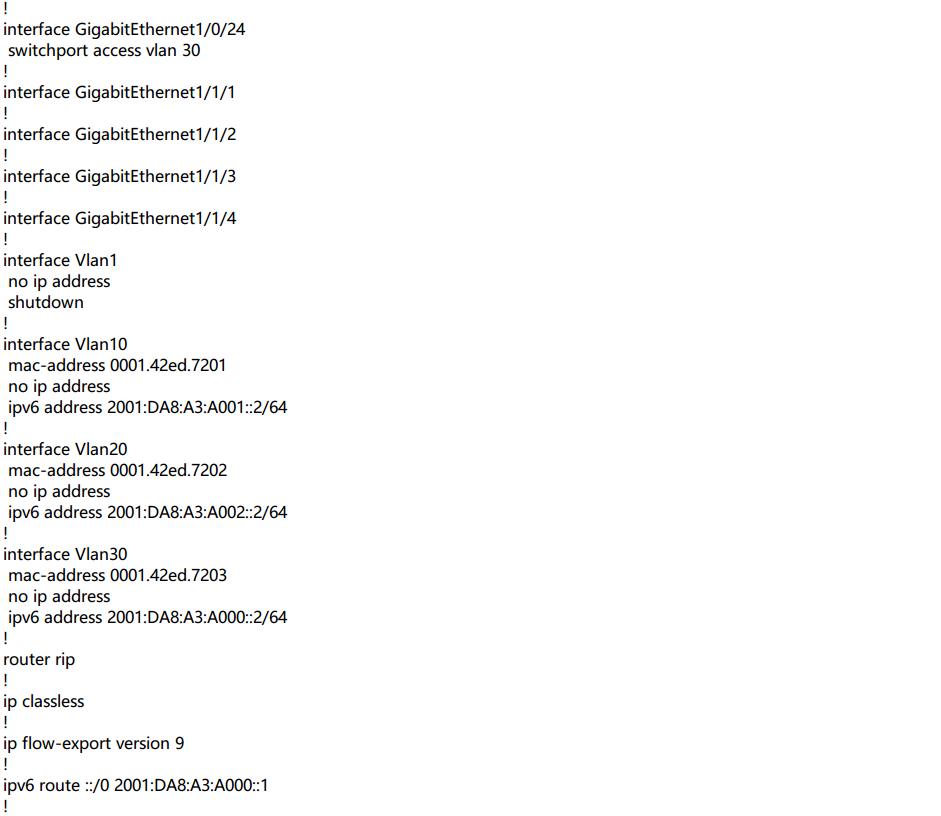 !
interface GigabitEthernet1/0/24
switchport access vlan 30
!
interface GigabitEthernet1/1/1
!
interface GigabitEthernet1/1/2
!
interface GigabitEthernet1/1/3
!
interface GigabitEthernet1/1/4
!
interface Vlan1
no ip address
shutdown
!
interface Vlan10
mac-address 0001.42ed.7201
no ip address
ipv6 address 2001:DA8:A3:A001::2/64
!
interface Vlan20
mac-address 0001.42ed.7202
no ip address
ipv6 address 2001:DA8:A3:A002::2/64
!
interface Vlan30
mac-address 0001.42ed.7203
no ip address
ipv6 address 2001:DA8:A3:A000::2/64
!
router rip
!
ip classless
!
ip flow-export version 9
!
ipv6 route ::/0 2001:DA8:A3:A000::1
!